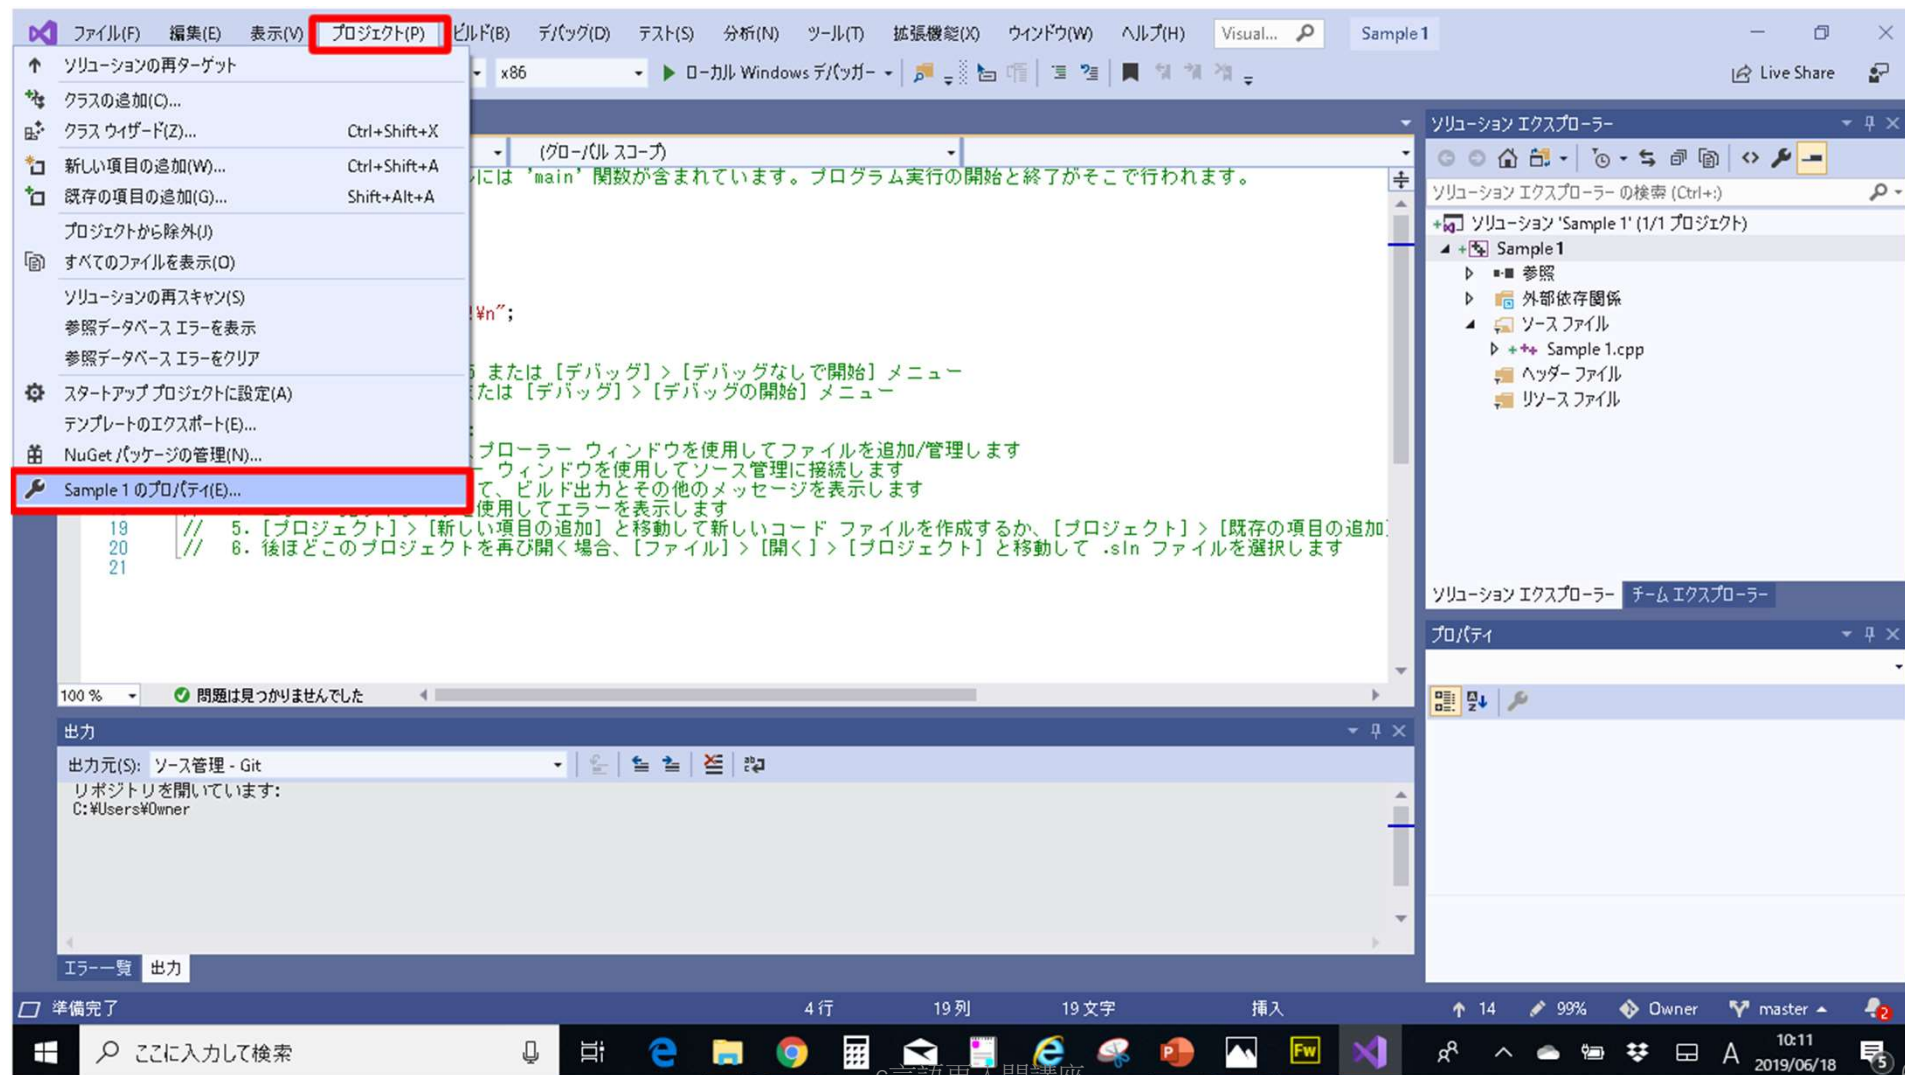 ファイル(F) 編集(E) 表示(V) プロジェクト(P) ビルド(B) デバッグ(D) テスト(S) 分析(N) ツール(T) 拡張機能(X) ウィンドウ(W) ヘルプ(H) Visual... Sample 1
ソリューションの再ターゲット
クラスの追加(C)...
クラス ウィザード(Z)... Ctrl+Shift+X
新しい項目の追加(W)... Ctrl+Shift+A
既存の項目の追加(G)... Shift+Alt+A
プロジェクトから除外(J)
すべてのファイルを表示(O)
ソリューションの再スキャン(S)
参照データベース エラーを表示
参照データベース エラーをクリア
スタートアップ プロジェクトに設定(A)
テンプレートのエクスポート(E)...
NuGet パッケージの管理(N)...
Sample 1 のプロパティ(E)...
x86 ローカル Windows デバッガー Live Share
(グローバル スコープ)
には 'main' 関数が含まれています。プログラム実行の開始と終了がそこで行われます。
!¥n";
または [デバッグ] > [デバッグなしで開始] メニュー
たは [デバッグ] > [デバッグの開始] メニュー
プローラー ウィンドウを使用してファイルを追加/管理します
ー ウィンドウを使用してソース管理に接続します
て、ビルド出力とその他のメッセージを表示します
使用してエラーを表示します
19 // 5. [プロジェクト] > [新しい項目の追加] と移動して新しいコード ファイルを作成するか、[プロジェクト] > [既存の項目の追加]
20 // 6. 後ほどこのプロジェクトを再び開く場合、[ファイル] > [開く] > [プロジェクト] と移動して .sln ファイルを選択します
21
100 % 問題は見つかりませんでした
出力
出力元(S): ソース管理 - Git
リポジトリを開いています:
C:¥Users¥Owner
エラー一覧 出力
ソリューション エクスプローラー
ソリューション エクスプローラー の検索 (Ctrl+;)
ソリューション 'Sample 1' (1/1 プロジェクト)
Sample 1
参照
外部依存関係
ソース ファイル
Sample 1.cpp
ヘッダー ファイル
リソース ファイル
ソリューション エクスプローラー チーム エクスプローラー
プロパティ
準備完了 4 行 19 列 19 文字 挿入 14 99% Owner master 2
ここに入力して検索 Fw A 10:11
2019/06/18 5